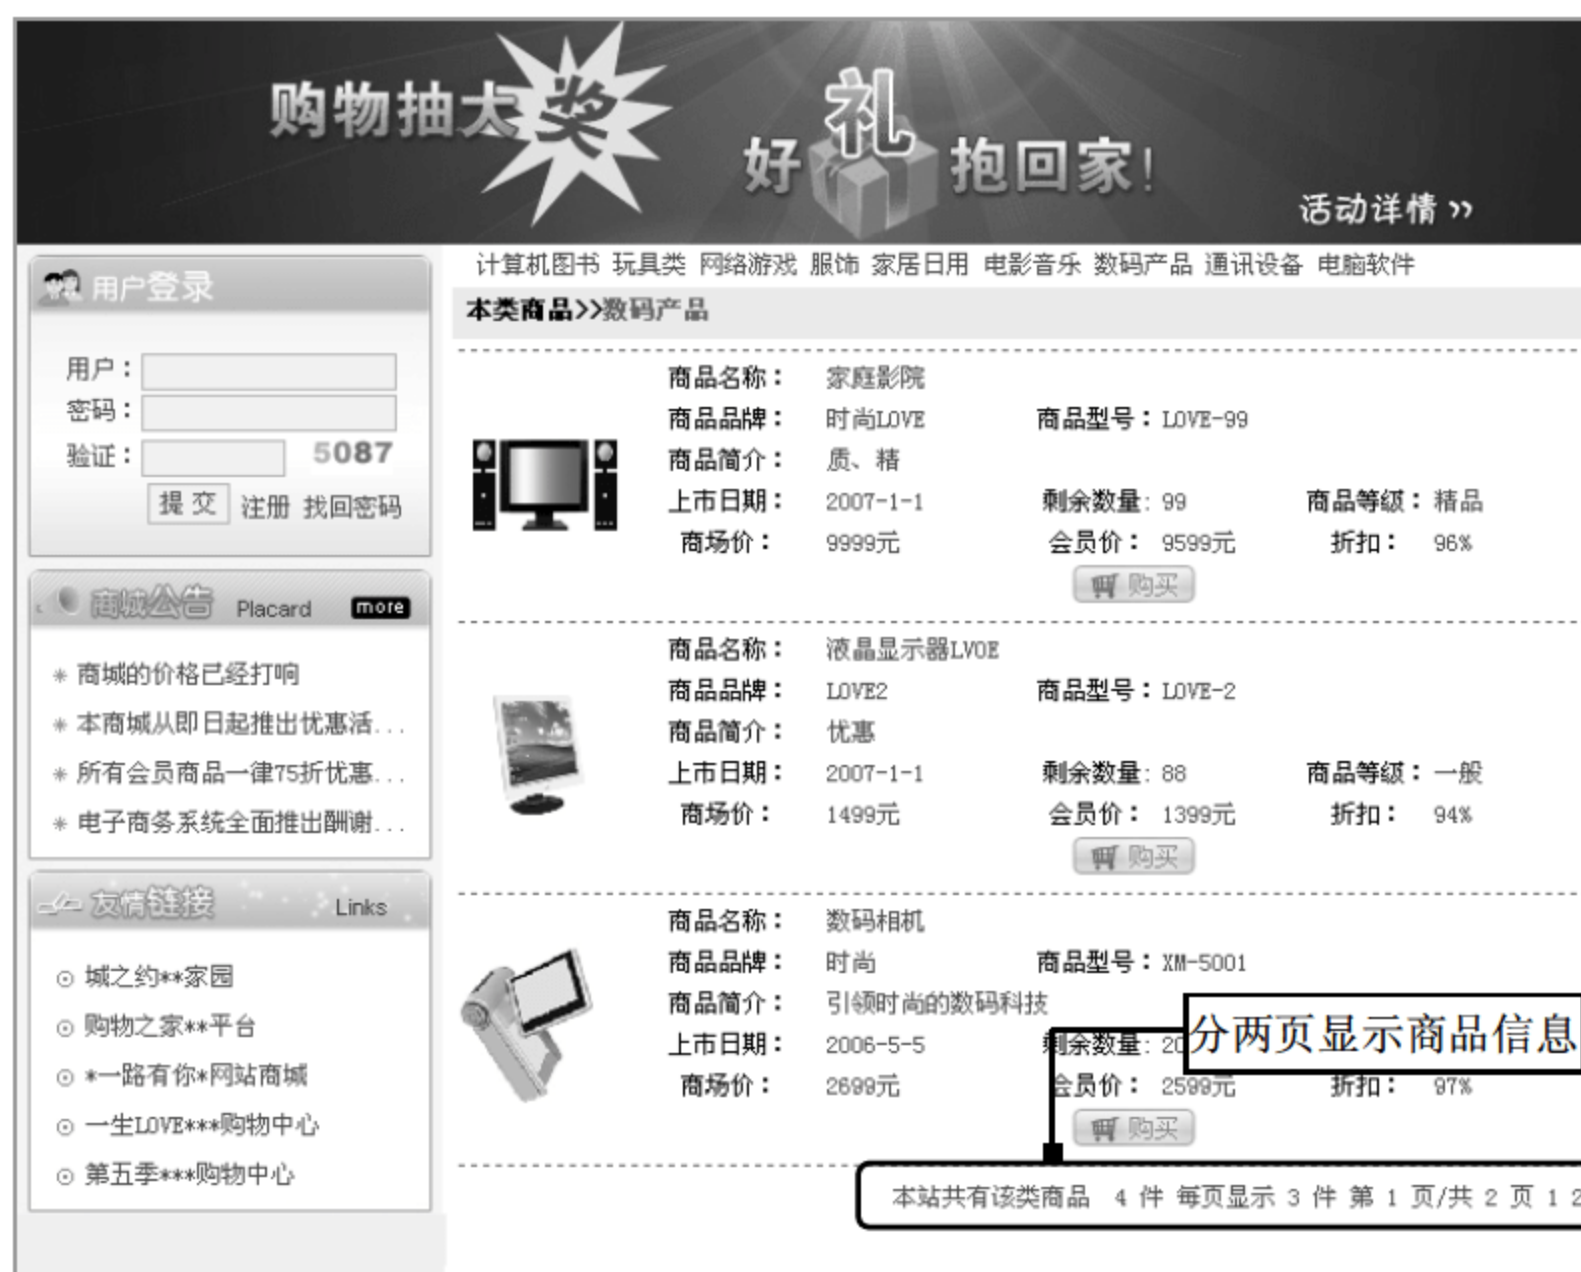 购物抽大奖
好礼抱回家!
活动详情 >>
用户登录
用户：
密码：
验证： 5087
提 交 注册 找回密码
商城公告 Placard more
* 商城的价格已经打响
* 本商城从即日起推出优惠活...
* 所有会员商品一律75折优惠...
* 电子商务系统全面推出酬谢...
友情链接 Links
⊙ 城之约**家园
⊙ 购物之家**平台
⊙ *一路有你*网站商城
⊙ 一生LOVE***购物中心
⊙ 第五季***购物中心
计算机图书 玩具类 网络游戏 服饰 家居日用 电影音乐 数码产品 通讯设备 电脑软件
本类商品>>数码产品
商品名称： 家庭影院
商品品牌： 时尚LOVE 商品型号：LOVE-99
商品简介： 质、精
上市日期： 2007-1-1 剩余数量: 99 商品等级：精品
商场价： 9999元 会员价： 9599元 折扣： 96%
购买
商品名称： 液晶显示器LVOE
商品品牌： LOVE2 商品型号：LOVE-2
商品简介： 优惠
上市日期： 2007-1-1 剩余数量: 88 商品等级：一般
商场价： 1499元 会员价： 1399元 折扣： 94%
购买
商品名称： 数码相机
商品品牌： 时尚 商品型号：XM-5001
商品简介： 引领时尚的数码科技
上市日期： 2006-5-5 剩余数量: 20
分两页显示商品信息
商场价： 2699元 会员价： 2599元 折扣： 97%
购买
本站共有该类商品 4 件 每页显示 3 件 第 1 页/共 2 页 1 2